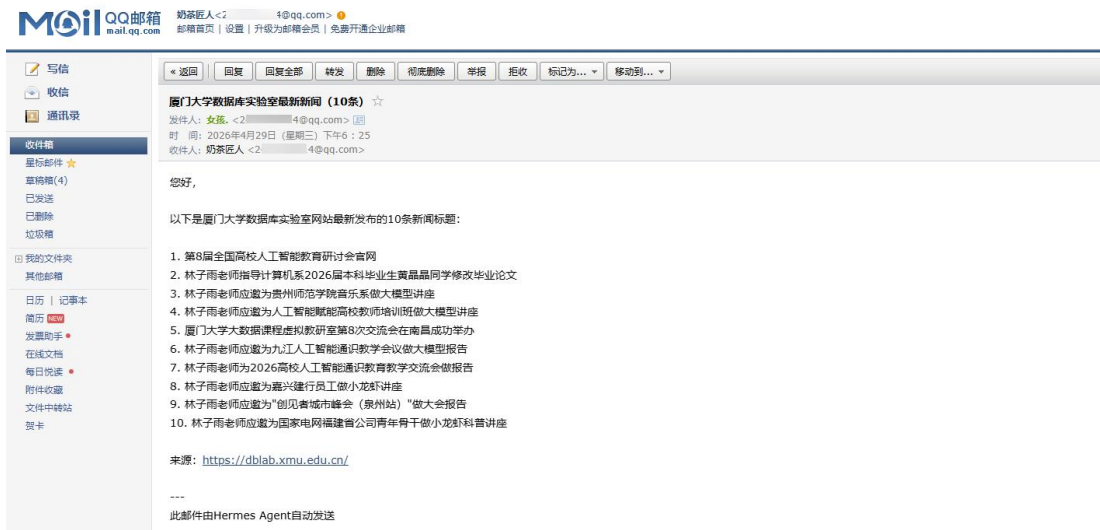 Mail QQ邮箱
mail.qq.com
奶茶匠人<2 4@qq.com>
邮箱首页 | 设置 | 升级为邮箱会员 | 免费开通企业邮箱
写信
收信
通讯录
收件箱
星标邮件
草稿箱(4)
已发送
已删除
垃圾箱
我的文件夹
其他邮箱
日历 | 记事本
简历 NEW
发票助手
在线文档
每日悦读
附件收藏
文件中转站
贺卡
« 返回 回复 回复全部 转发 删除 彻底删除 举报 拒收 标记为... 移动到...
厦门大学数据库实验室最新新闻（10条）
发件人: 女孩. <2 4@qq.com>
时 间: 2026年4月29日 (星期三) 下午6:25
收件人: 奶茶匠人 <2 4@qq.com>
您好，
以下是厦门大学数据库实验室网站最新发布的10条新闻标题：
1. 第8届全国高校人工智能教育研讨会官网
2. 林子雨老师指导计算机系2026届本科毕业生黄晶晶同学修改毕业论文
3. 林子雨老师应邀为贵州师范学院音乐系做大模型讲座
4. 林子雨老师应邀为人工智能赋能高校教师培训班做大模型讲座
5. 厦门大学大数据课程虚拟教研室第8次交流会在南昌成功举办
6. 林子雨老师应邀为九江人工智能通识教学会议做大模型报告
7. 林子雨老师为2026高校人工智能通识教育教学交流会做报告
8. 林子雨老师应邀为嘉兴建行员工做小龙虾讲座
9. 林子雨老师应邀为"创见者城市峰会（泉州站）"做大会报告
10. 林子雨老师应邀为国家电网福建省公司青年骨干做小龙虾科普讲座
来源：https://dblab.xmu.edu.cn/
---
此邮件由Hermes Agent自动发送